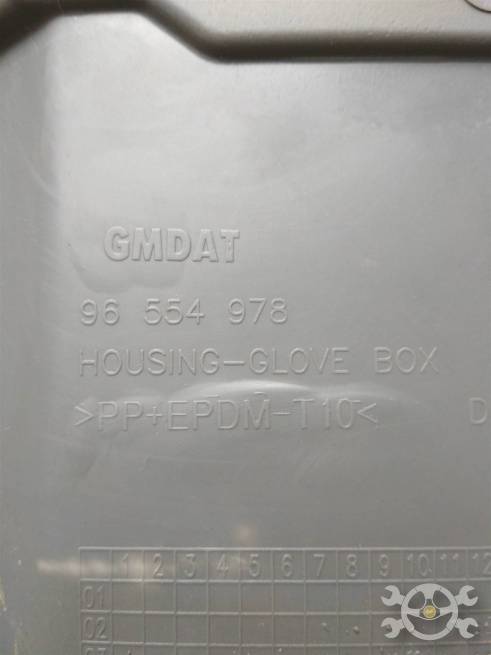 GMDAT
96 554 978
HOUSING-GLOVE BOX
>PP+EPDM-T10< D
1 2 3 4 5 6 7 8 9 10 11 12
01
02
03